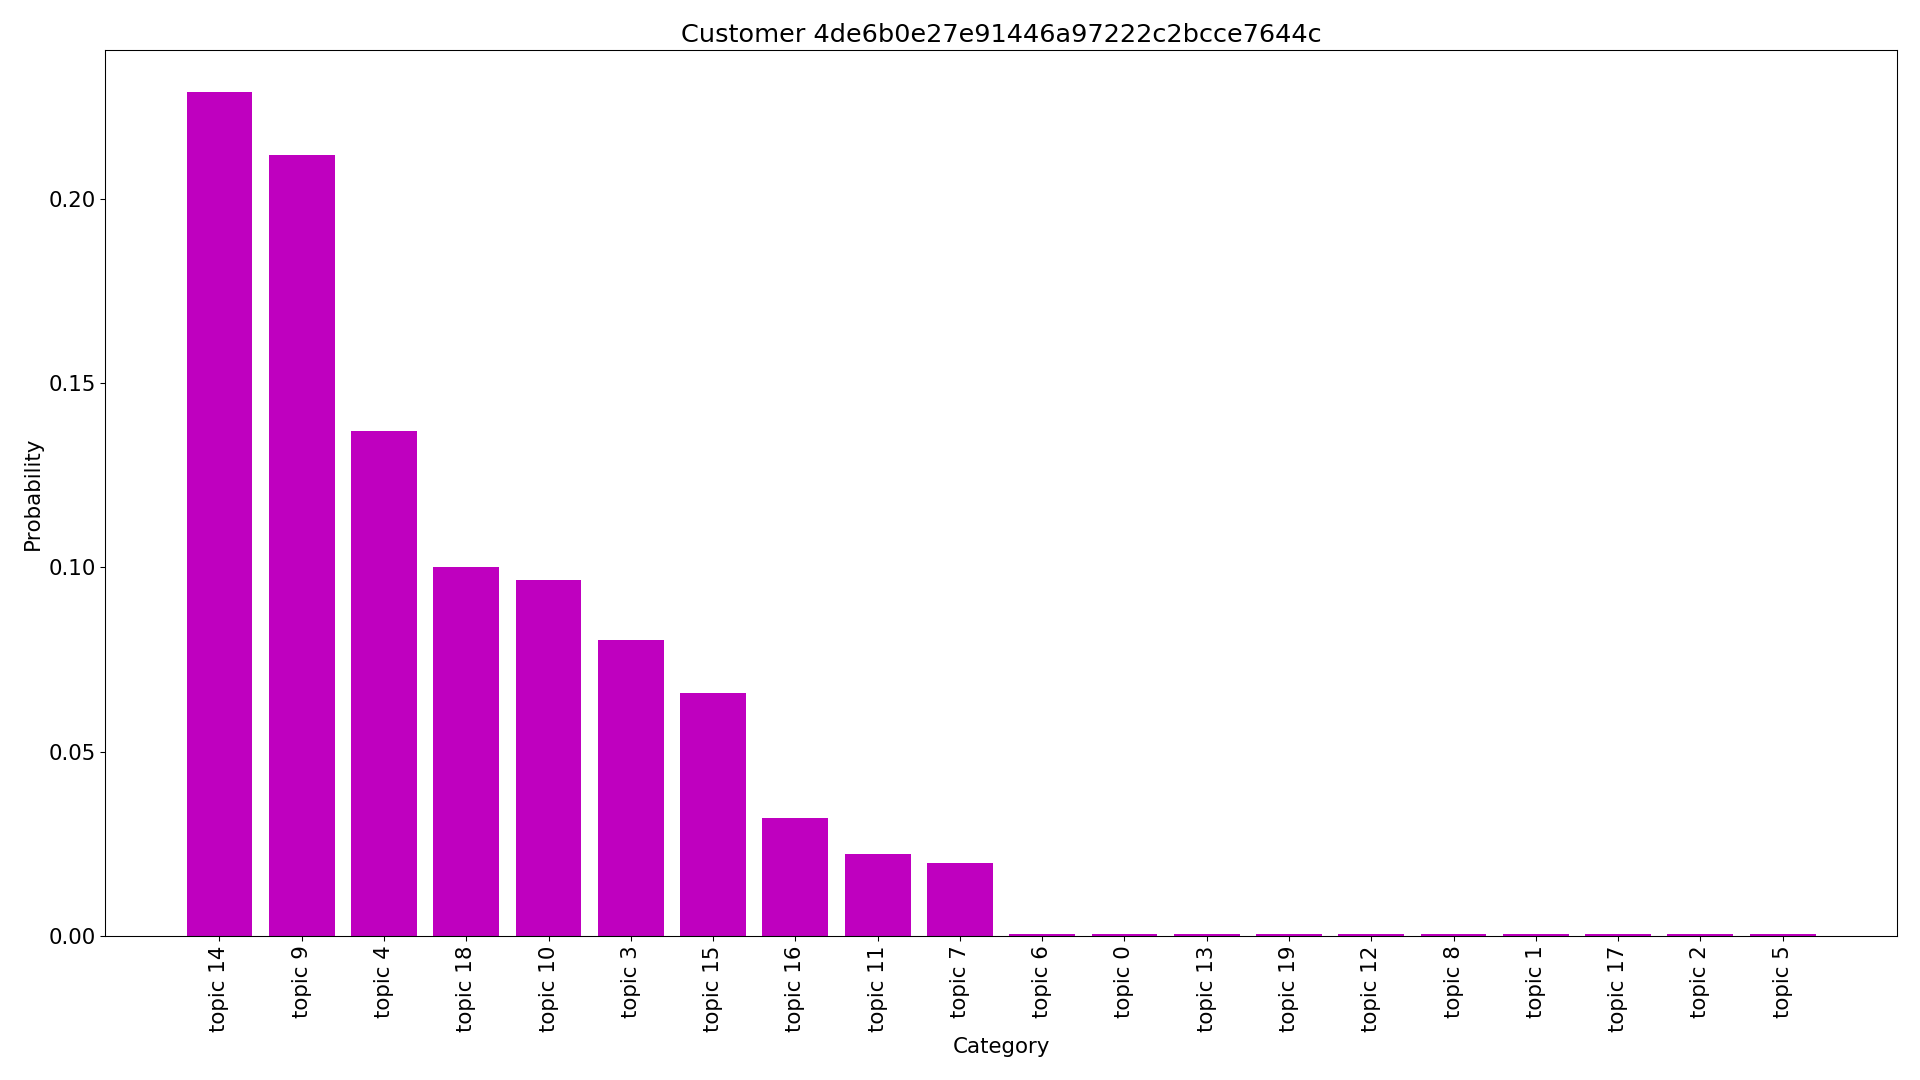 Customer 4de6b0e27e91446a97222c2bcce7644c
Probability
0.20
0.15
0.10
0.05
0.00
topic 14
topic 9
topic 4
topic 18
topic 10
topic 3
topic 15
topic 16
topic 11
topic 7
topic 6
topic 0
topic 13
topic 19
topic 12
topic 8
topic 1
topic 17
topic 2
topic 5
Category